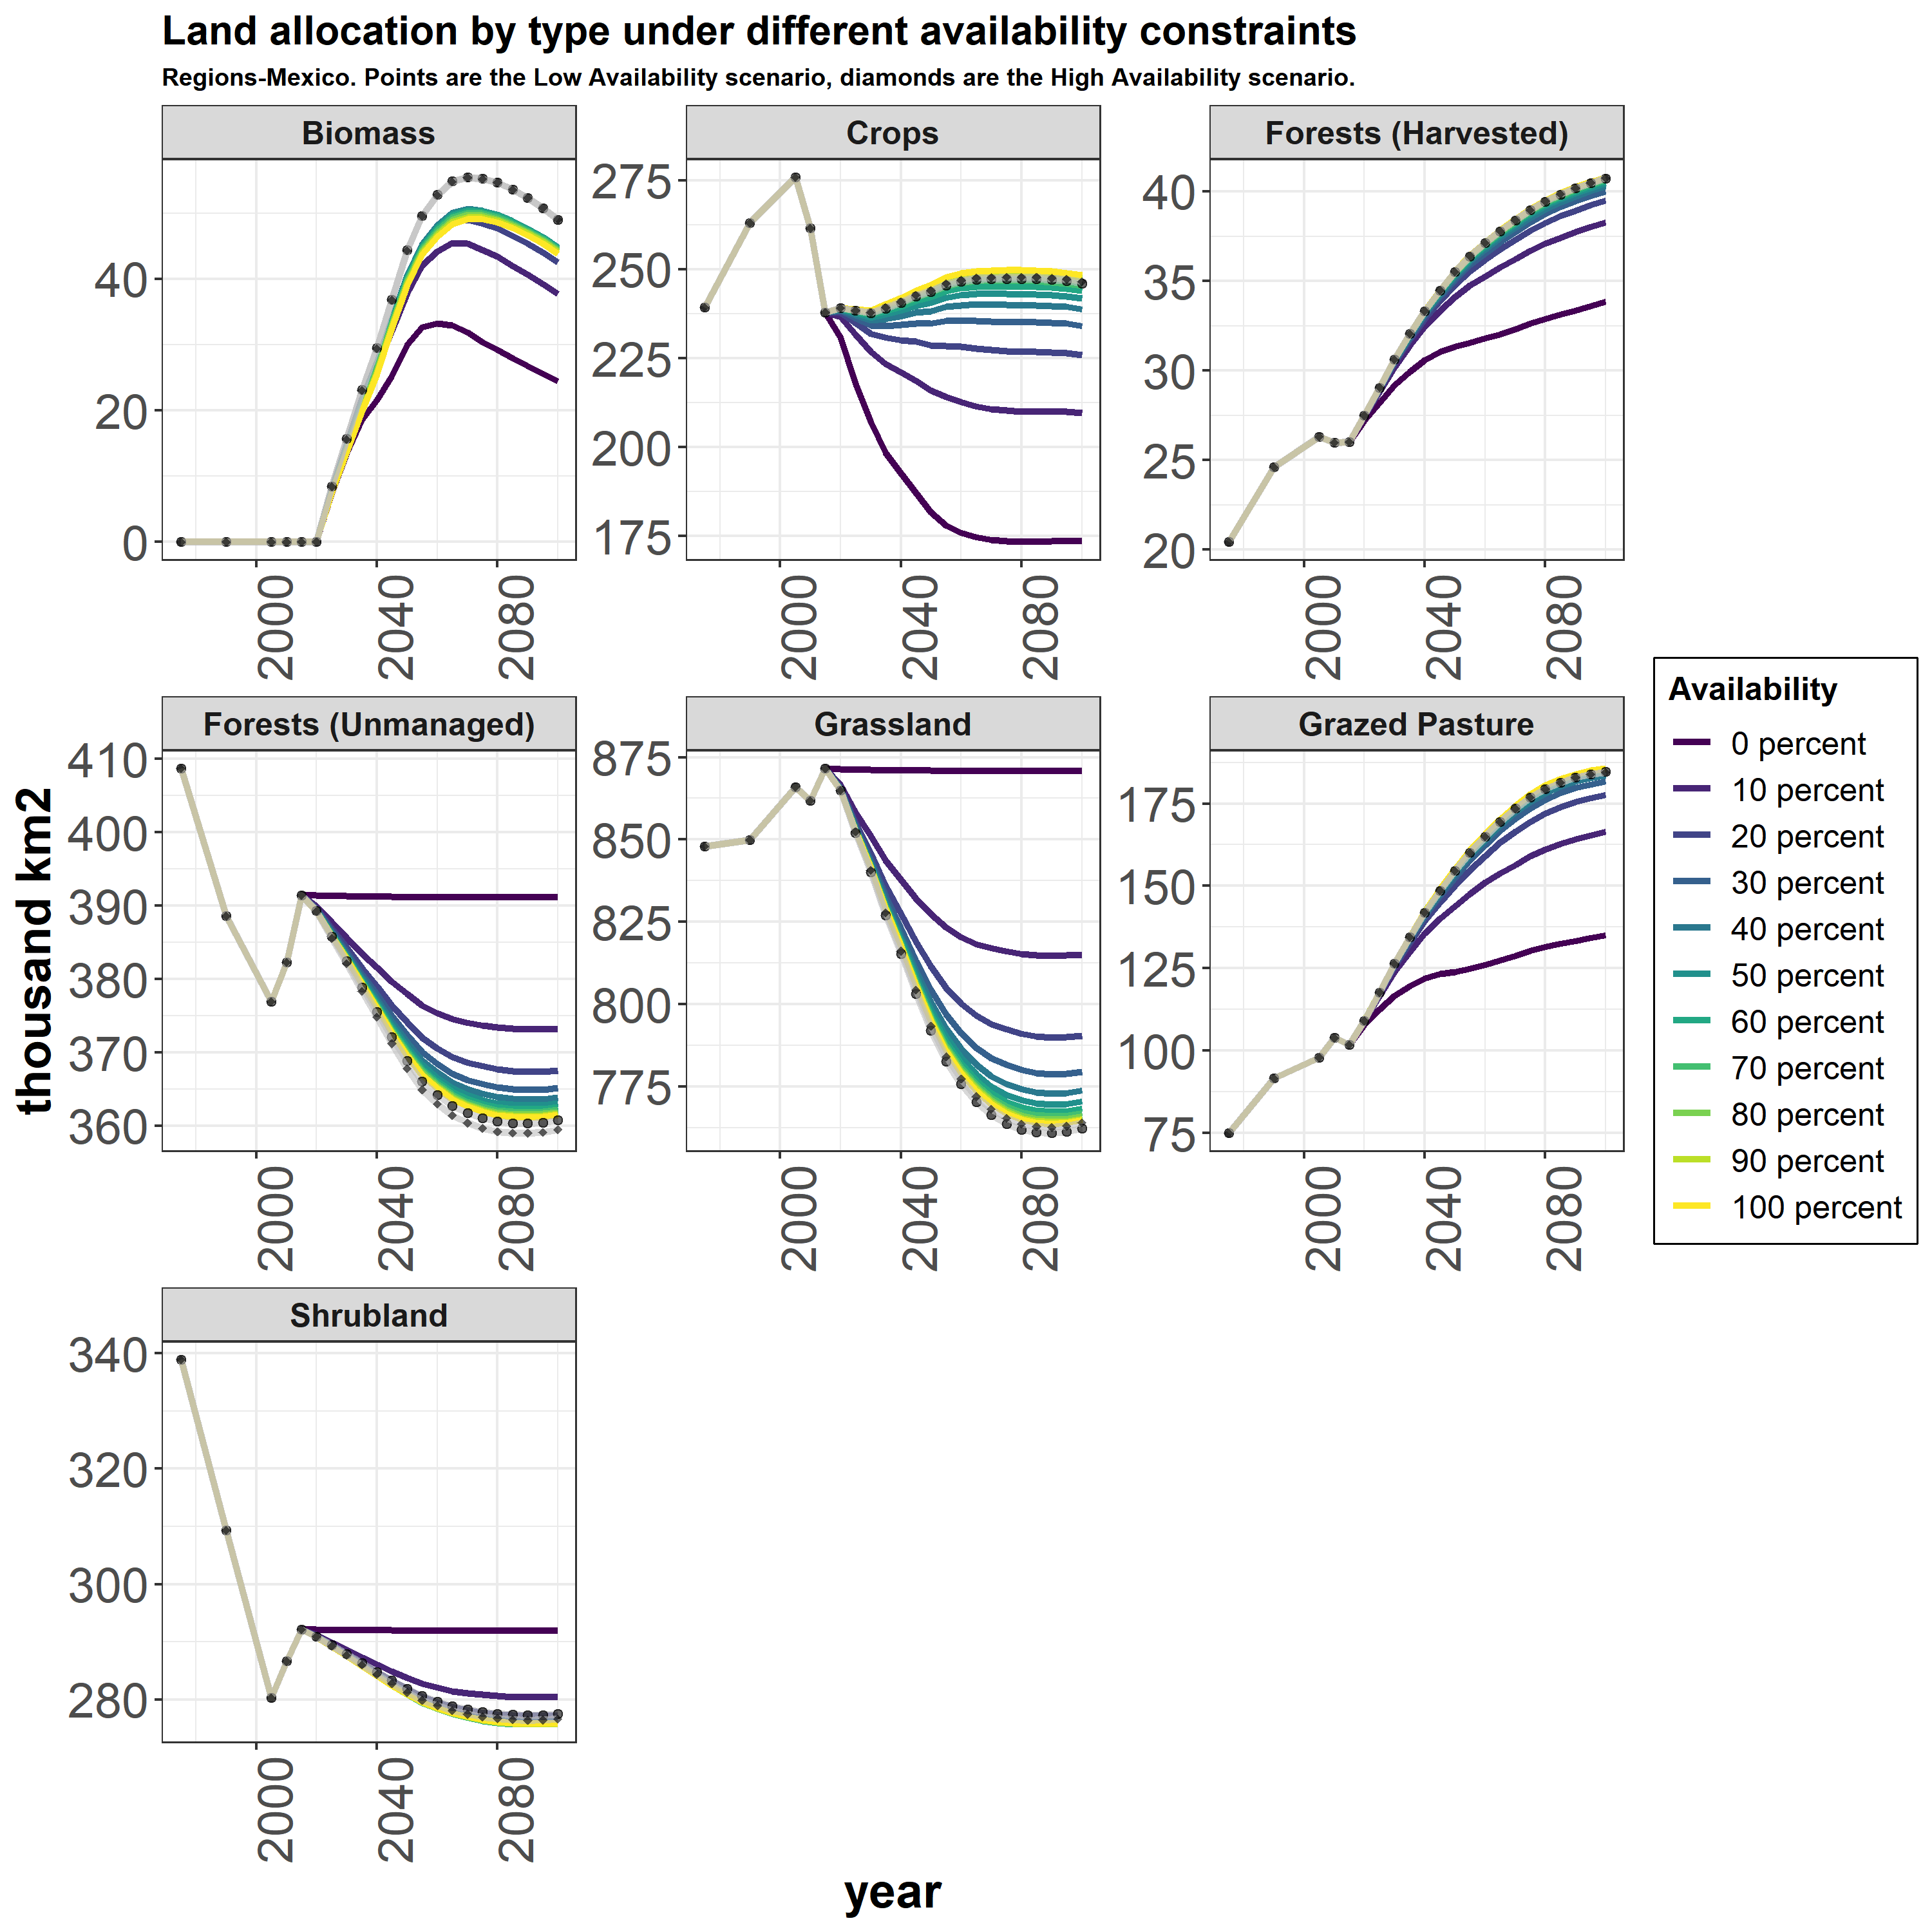 Land allocation by type under different availability constraints
Regions-Mexico. Points are the Low Availability scenario, diamonds are the High Availability scenario.
Biomass
Crops
Forests (Harvested)
40
20
0
275
250
225
200
175
40
35
30
25
20
2000
2040
2080
2000
2040
2080
2000
2040
2080
Forests (Unmanaged)
Grassland
Grazed Pasture
thousand km2
410
400
390
380
370
360
875
850
825
800
775
175
150
125
100
75
2000
2040
2080
2000
2040
2080
2000
2040
2080
Availability
0 percent
10 percent
20 percent
30 percent
40 percent
50 percent
60 percent
70 percent
80 percent
90 percent
100 percent
Shrubland
340
320
300
280
2000
2040
2080
year